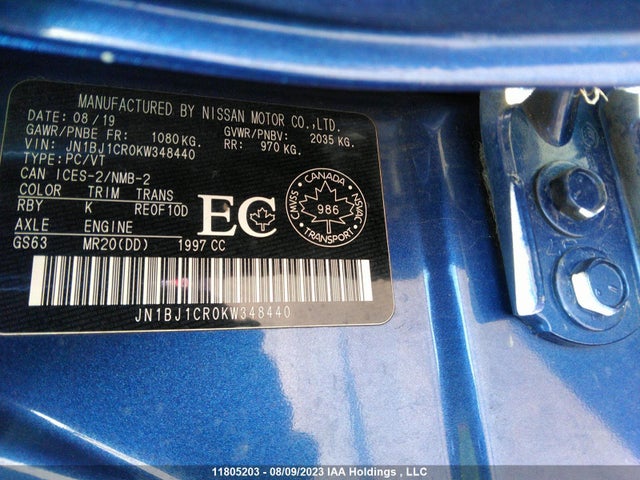 MANUFACTURED BY NISSAN MOTOR CO.,LTD.
DATE: 08/19
GAWR/PNBE FR: 1080KG. GVWR/PNBV: 2035 KG.
VIN: JN1BJ1CR0KW348440 RR: 970 KG.
TYPE:PC/VT
CAN ICES-2/NMB-2
COLOR TRIM TRANS
RBY K RE0F10D
AXLE ENGINE
GS63 MR20(DD) 1997 CC
EC
CANADA
CMVSS NSVAC
986
TRANSPORT
JN1BJ1CR0KW348440
11805203 - 08/09/2023 IAA Holdings , LLC